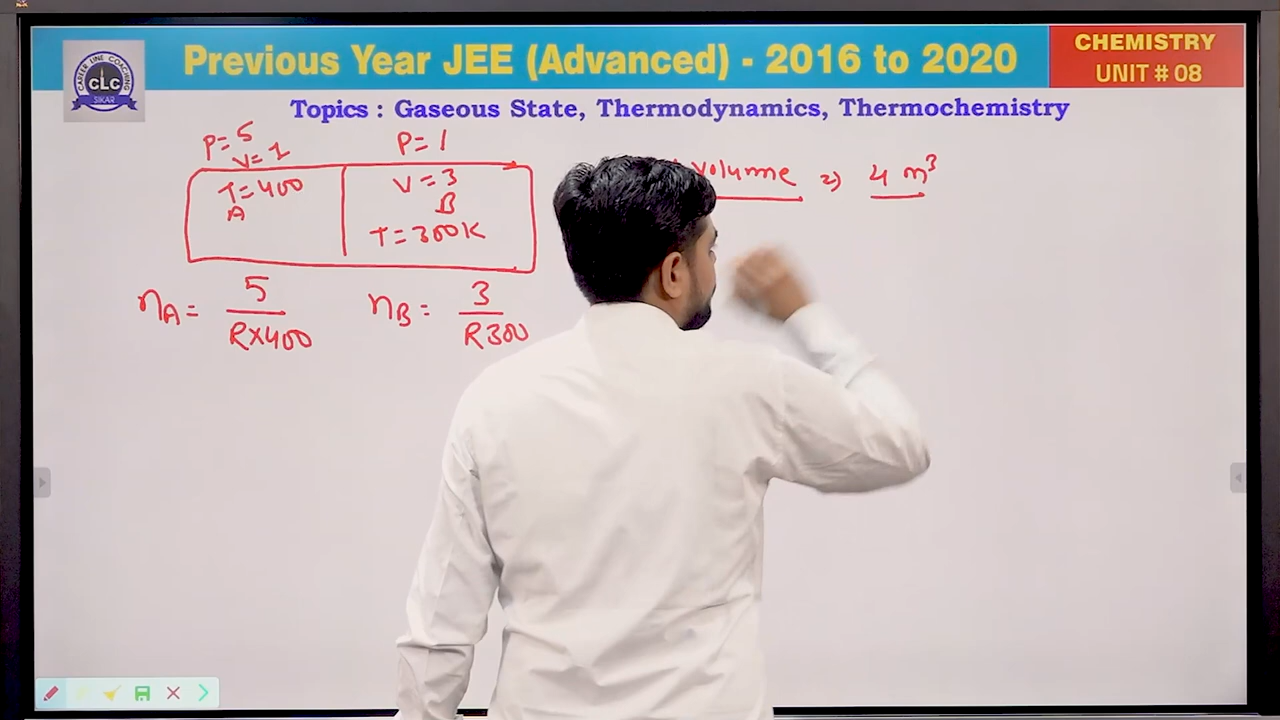 Previous Year JEE (Advanced) - 2016 to 2020
CHEMISTRY
UNIT # 08
CAREER LINE COACHING
CLC
SIKAR
Topics : Gaseous State, Thermodynamics, Thermochemistry
P=5
V=1
T=400
A
P=1
V=3
B
T=300K
Volume => 4 m³
nA= 5/R×400
nB= 3/R300